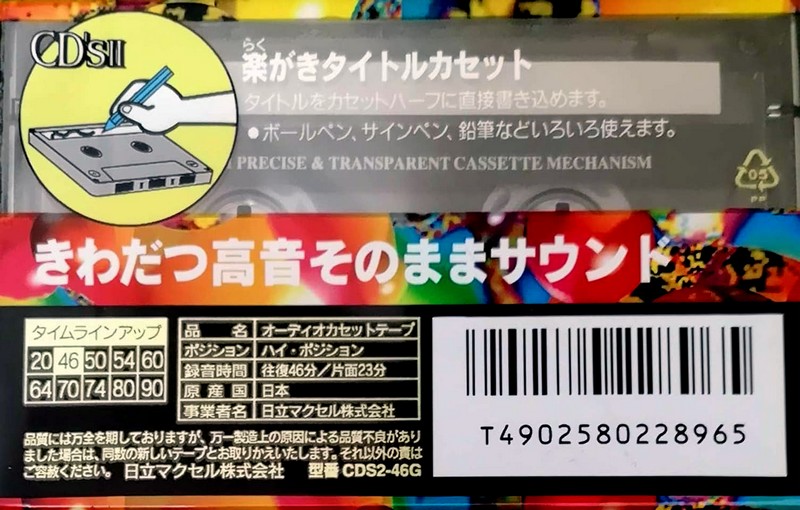 CD'sII
らく
楽がきタイトルカセット
タイトルをカセットハーフに直接書き込めます。
●ボールペン、サインペン、鉛筆などいろいろ使えます。
PRECISE & TRANSPARENT CASSETTE MECHANISM
05
PP
きわだつ高音そのままサウンド
タイムラインアップ
20 46 50 54 60
64 70 74 80 90
品名 オーディオカセットテープ
ポジション ハイ・ポジション
録音時間 往復46分/片面23分
原産国 日本
事業者名 日立マクセル株式会社
品質には万全を期しておりますが、万一製造上の原因による品質不良があり
ました場合は、同数の新しいテープとお取りかえいたします。それ以外の責は
ご容赦ください。 日立マクセル株式会社 型番 CDS2-46G
T4902580228965